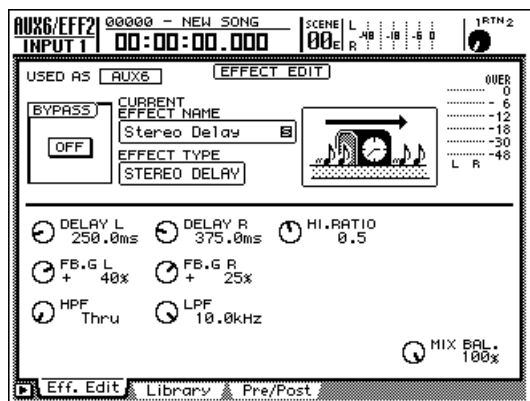 AUX6/EFF2
INPUT 1
00000 - NEW SONG
00:00:00.000
SCENE
00E
L
R
-48 -18 -6 0
1RTN2
USED AS AUX6
EFFECT EDIT
BYPASS
OFF
CURRENT
EFFECT NAME
Stereo Delay S
EFFECT TYPE
STEREO DELAY
OVER
0
- 6
-12
-18
-30
-48
L R
DELAY L
250.0ms
DELAY R
375.0ms
HI.RATIO
0.5
FB.G L
+ 40%
FB.G R
+ 25%
HPF
Thru
LPF
10.0kHz
MIX BAL.
100%
Eff. Edit Library Pre/Post